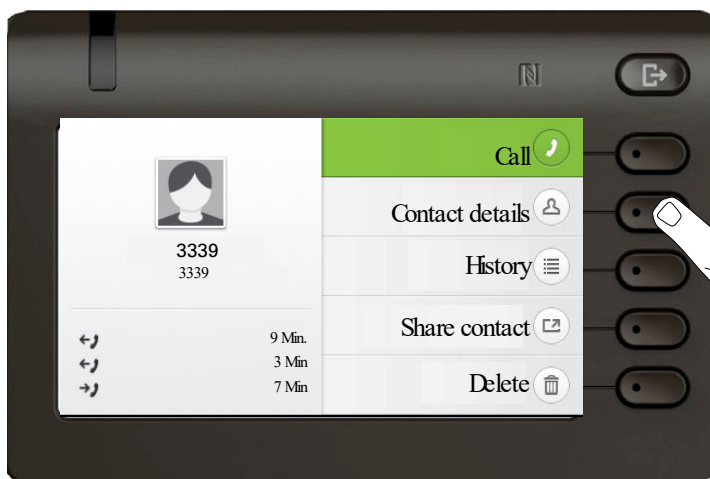 Call
Contact details
3339
3339
History
Share contact
9 Min.
3 Min
7 Min
Delete